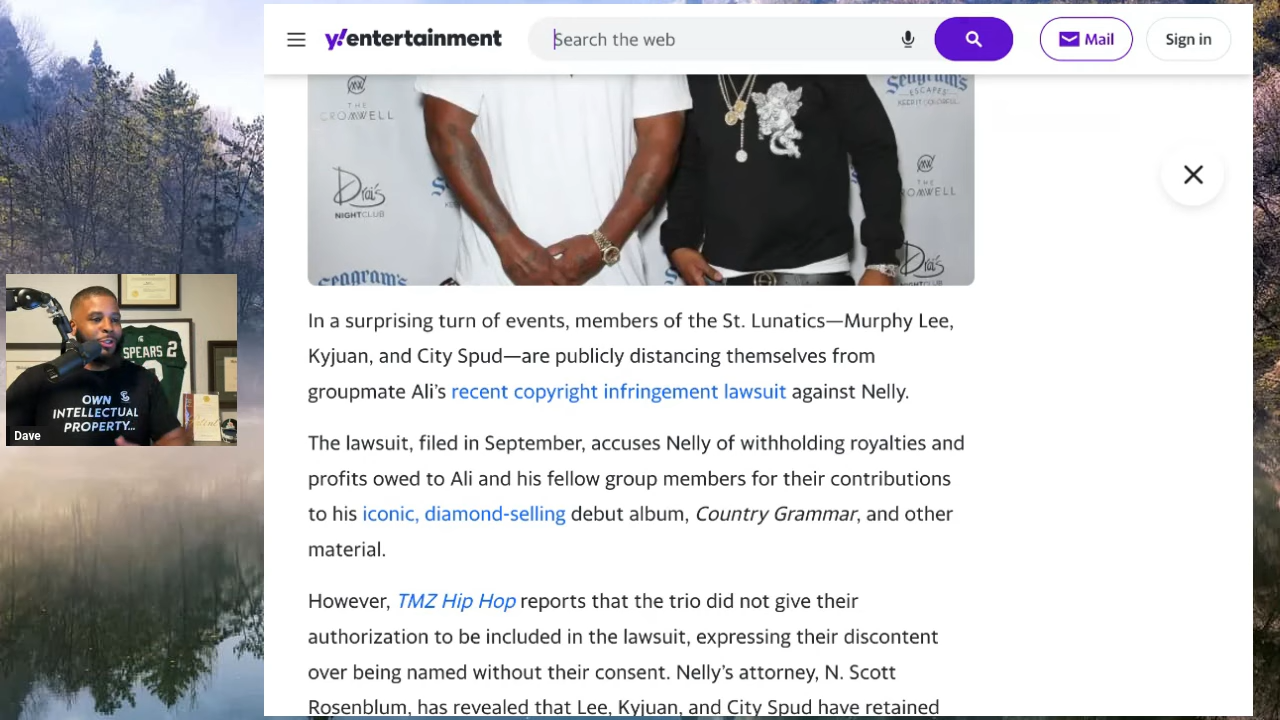 y!entertainment
Search the web
Mail
Sign in
THE
CROMWELL
Seagram's
ESCAPES
KEEP IT COLORFUL
Drai's
NIGHTCLUB
THE
ROMWELL
Drai's
NIGHTCLUB
Seagram's
SPEARS 2
OWN
INTELLECTUAL
PROPERTY...
Dave
In a surprising turn of events, members of the St. Lunatics—Murphy Lee,
Kyjuan, and City Spud—are publicly distancing themselves from
groupmate Ali's recent copyright infringement lawsuit against Nelly.
The lawsuit, filed in September, accuses Nelly of withholding royalties and
profits owed to Ali and his fellow group members for their contributions
to his iconic, diamond-selling debut album, Country Grammar, and other
material.
However, TMZ Hip Hop reports that the trio did not give their
authorization to be included in the lawsuit, expressing their discontent
over being named without their consent. Nelly's attorney, N. Scott
Rosenblum, has revealed that Lee, Kyjuan, and City Spud have retained